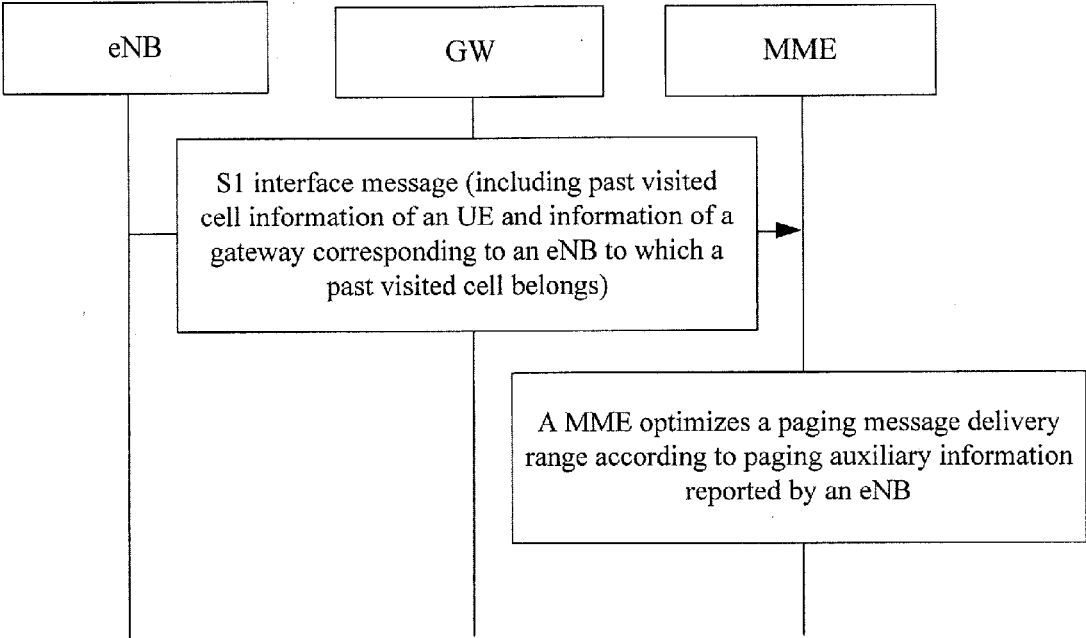 eNB
GW
MME
S1 interface message (including past visited
cell information of an UE and information of a
gateway corresponding to an eNB to which a
past visited cell belongs)
A MME optimizes a paging message delivery
range according to paging auxiliary information
reported by an eNB